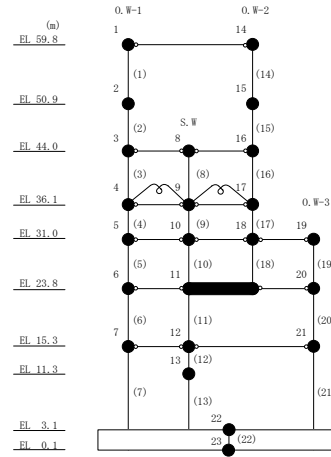 O.W-1 O.W-2
(m)
1 14
EL 59.8
(1) (14)
EL 50.9 2 15
(2) S.W (15)
EL 44.0 3 8 16
(3) (8) (16)
EL 36.1 4 9 17
O.W-3
(4) (9) (17)
EL 31.0 5 10 18 19
(5) (10) (18) (19)
EL 23.8 6 11 20
(6) (11) (20)
EL 15.3 7 12 21
13 (12)
EL 11.3
(7) (13) (21)
EL 3.1 22
EL 0.1 23 (22)